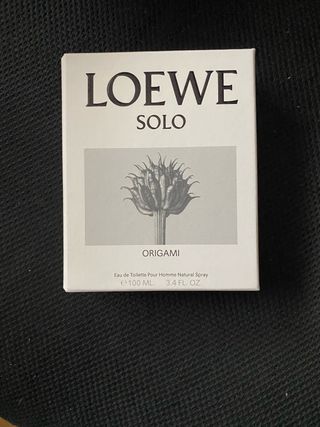 LOEWE
SOLO
ORIGAMI
Eau de Toilette Pour Homme Natural Spray
℮100 ML.    3.4 FL. OZ